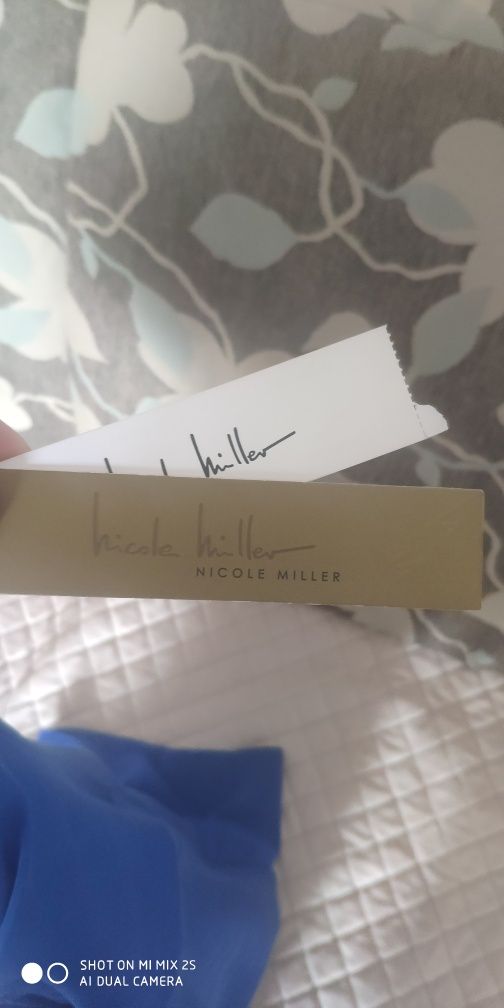 nicole miller
nicole miller
NICOLE MILLER
SHOT ON MI MIX 2S
AI DUAL CAMERA